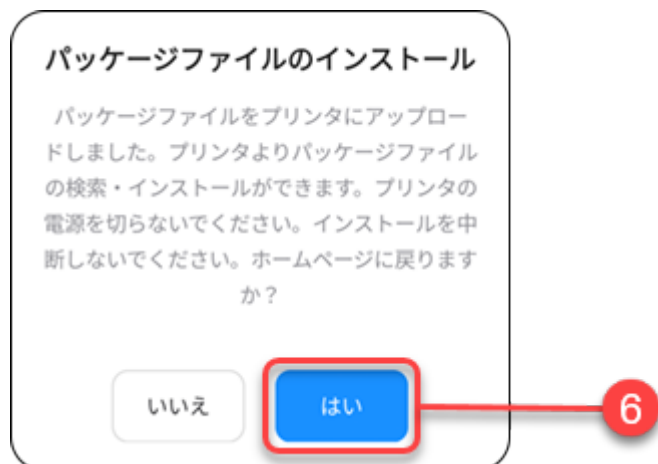 パッケージファイルのインストール
パッケージファイルをプリンタにアップロー
ドしました。プリンタよりパッケージファイル
の検索・インストールができます。プリンタの
電源を切らないでください。インストールを中
断しないでください。ホームページに戻ります
か？
いいえ
はい
6